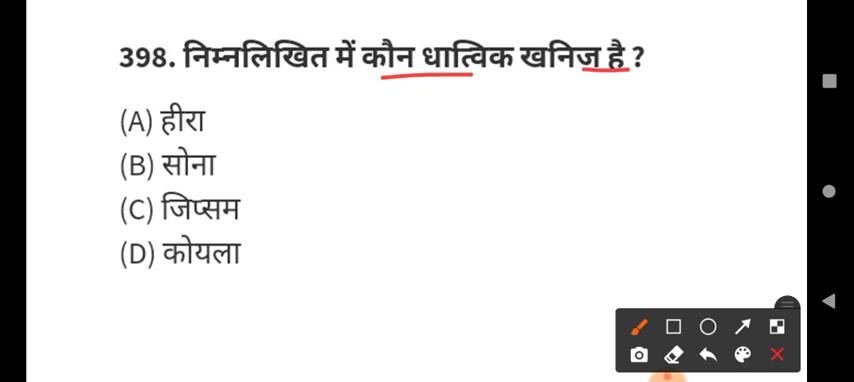 398. निम्नलिखित में कौन धात्विक खनिज है ?
(A) हीरा
(B) सोना
(C) जिप्सम
(D) कोयला